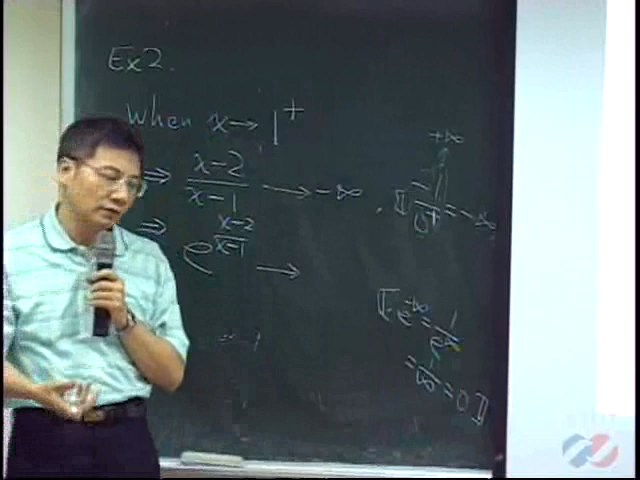 Ex2.
When x → 1⁺
⇒ x-2/x-1 → -∞
⇒ e^(x-2/x-1) →
+∞
-1/0⁺ = -∞
e^-∞ = 1/e^∞
= 1/∞ = 0